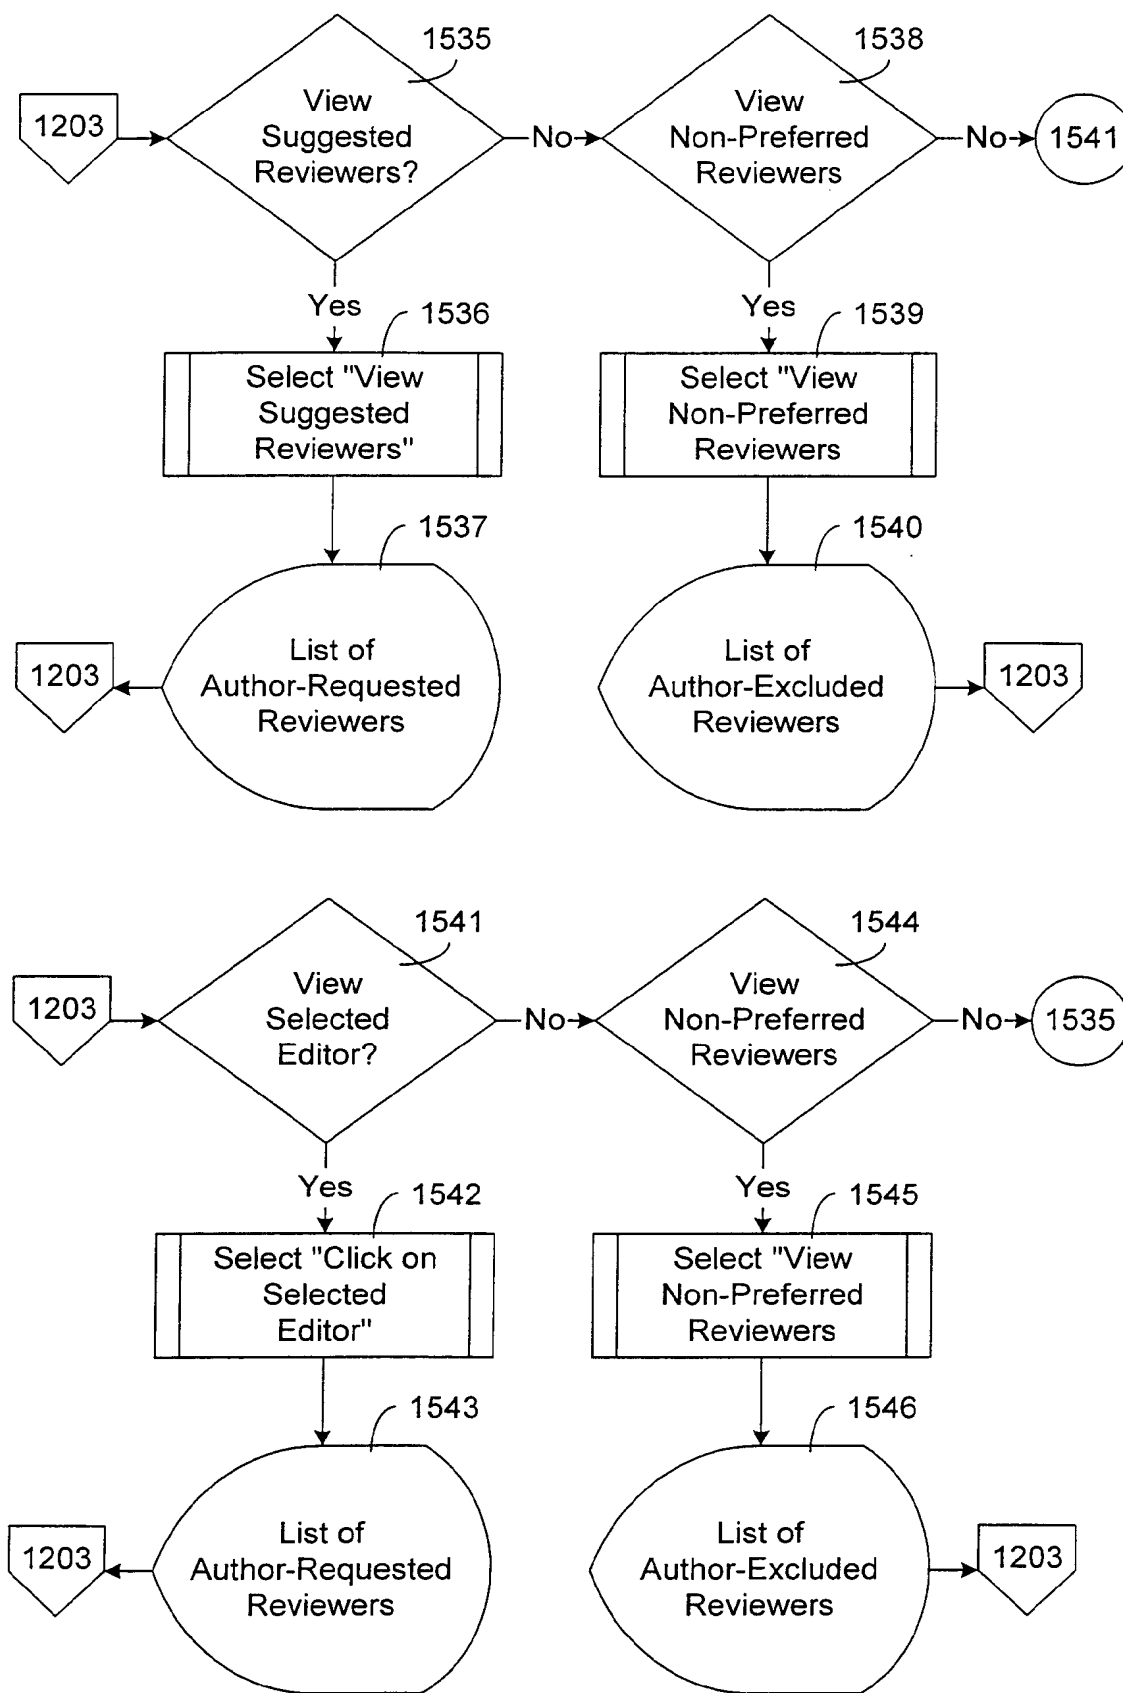 1535
1538
1203
View
Suggested
Reviewers?
No
View
Non-Preferred
Reviewers
No
1541
Yes
1536
Yes
1539
Select "View
Suggested
Reviewers"
Select "View
Non-Preferred
Reviewers
1537
1540
1203
List of
Author-Requested
Reviewers
List of
Author-Excluded
Reviewers
1203
1541
1544
1203
View
Selected
Editor?
No
View
Non-Preferred
Reviewers
No
1535
Yes
1542
Yes
1545
Select "Click on
Selected
Editor"
Select "View
Non-Preferred
Reviewers
1543
1546
1203
List of
Author-Requested
Reviewers
List of
Author-Excluded
Reviewers
1203